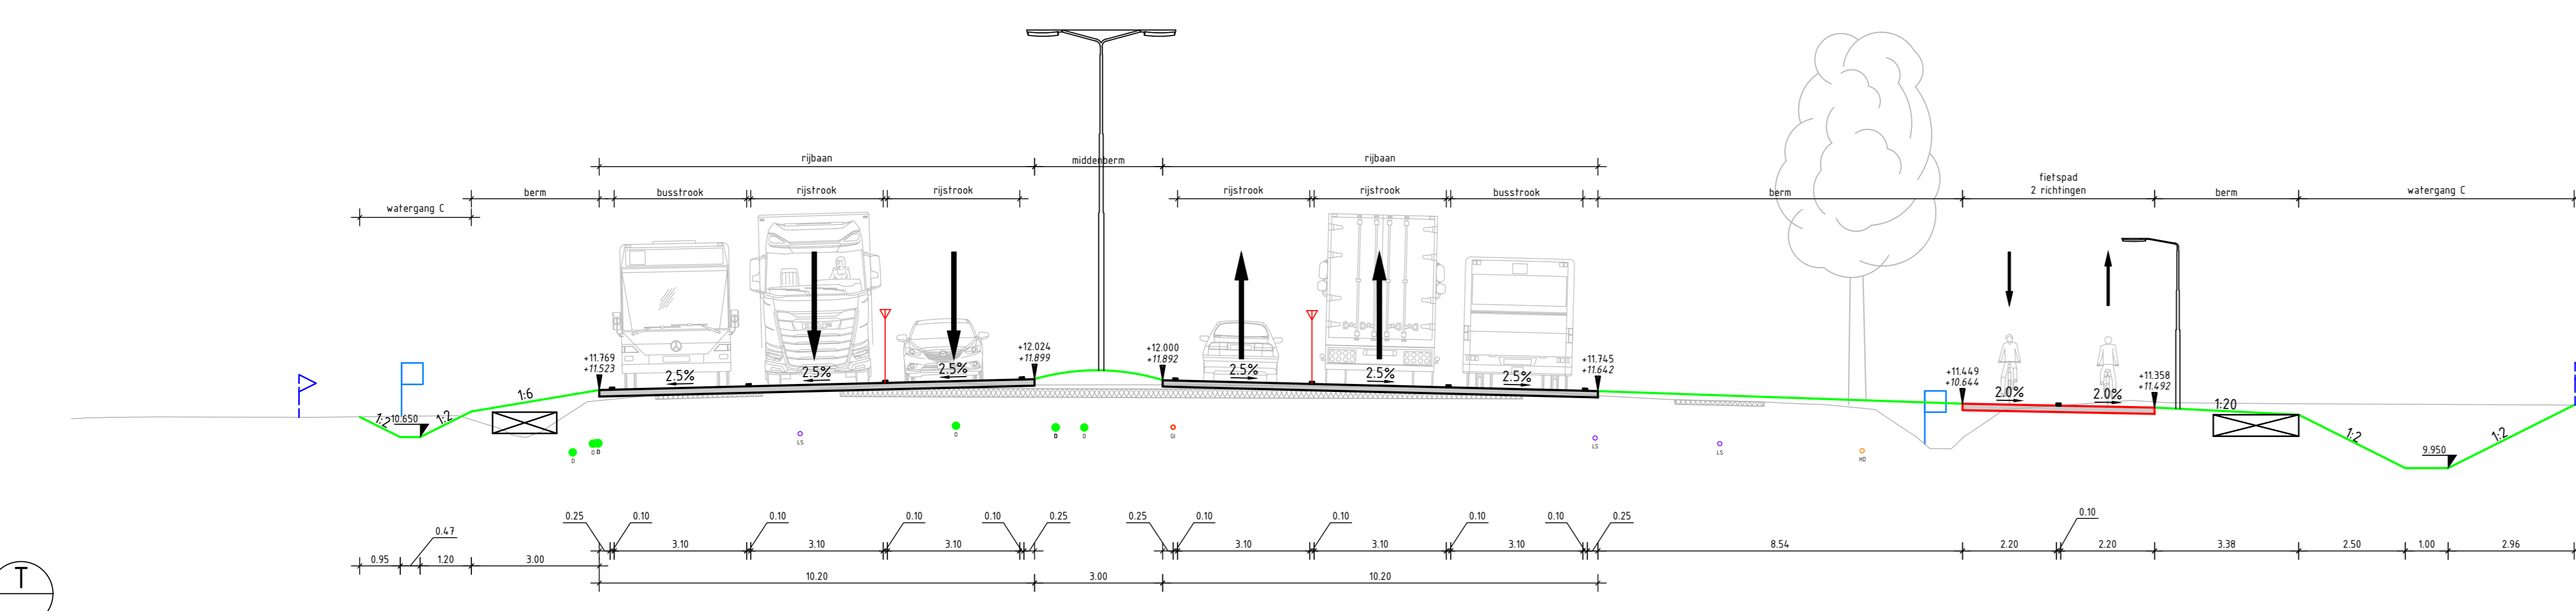 rijbaan
middenberm
rijbaan
fietspad
2 richtingen
watergang C
berm
busstrook
rijstrook
rijstrook
rijstrook
rijstrook
busstrook
berm
berm
watergang C
+11.769
+11.523
+12.024
+11.899
+12.000
+11.892
+11.745
+11.642
+11.449
+10.644
+11.358
+11.492
2.5%
2.5%
2.5%
2.5%
2.5%
2.5%
2.0%
2.0%
1:2
10.650
1:2
1:6
1:20
1:2
9.950
1:2
D
D
D
LS
D
D
D
GI
LS
LS
MD
0.47
0.25
0.10
0.10
0.10
0.10
0.25
0.25
0.10
0.10
0.10
0.10
0.25
0.10
0.95
1.20
3.00
3.10
3.10
3.10
3.10
3.10
3.10
8.54
2.20
2.20
3.38
2.50
1.00
2.96
10.20
3.00
10.20
T